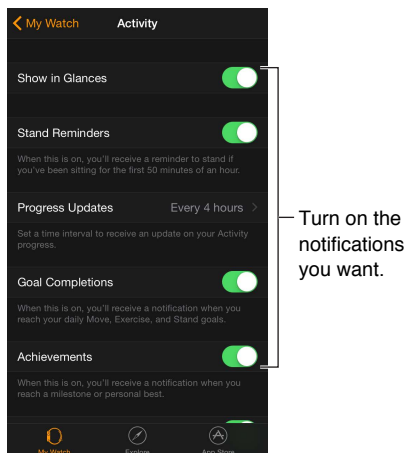 My Watch Activity
Show in Glances
Stand Reminders
When this is on, you'll receive a reminder to stand if
you've been sitting for the first 50 minutes of an hour.
Progress Updates Every 4 hours
Set a time interval to receive an update on your Activity
progress.
Goal Completions
When this is on, you'll receive a notification when you
reach your daily Move, Exercise, and Stand goals.
Achievements
When this is on, you'll receive a notification when you
reach a milestone or personal best.
My Watch Explore App Store
Turn on the
notifications
you want.